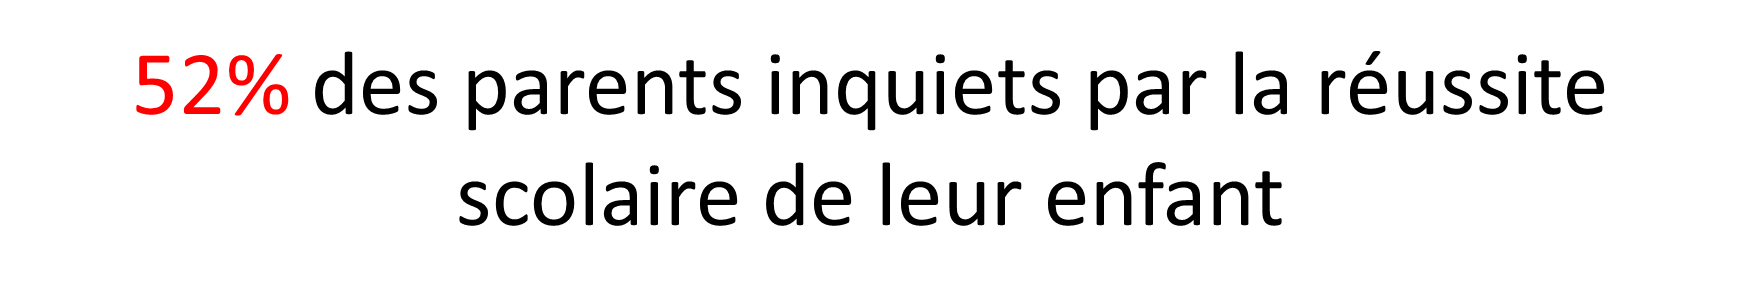 52% des parents inquiets par la réussite
scolaire de leur enfant